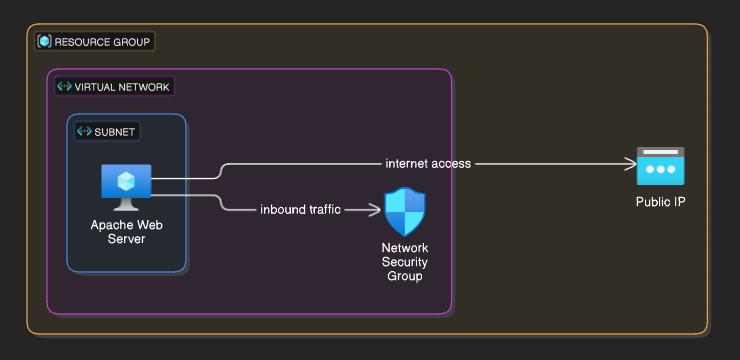 RESOURCE GROUP
VIRTUAL NETWORK
SUBNET
internet access
Apache Web
Server
inbound traffic
Public IP
Network
Security
Group